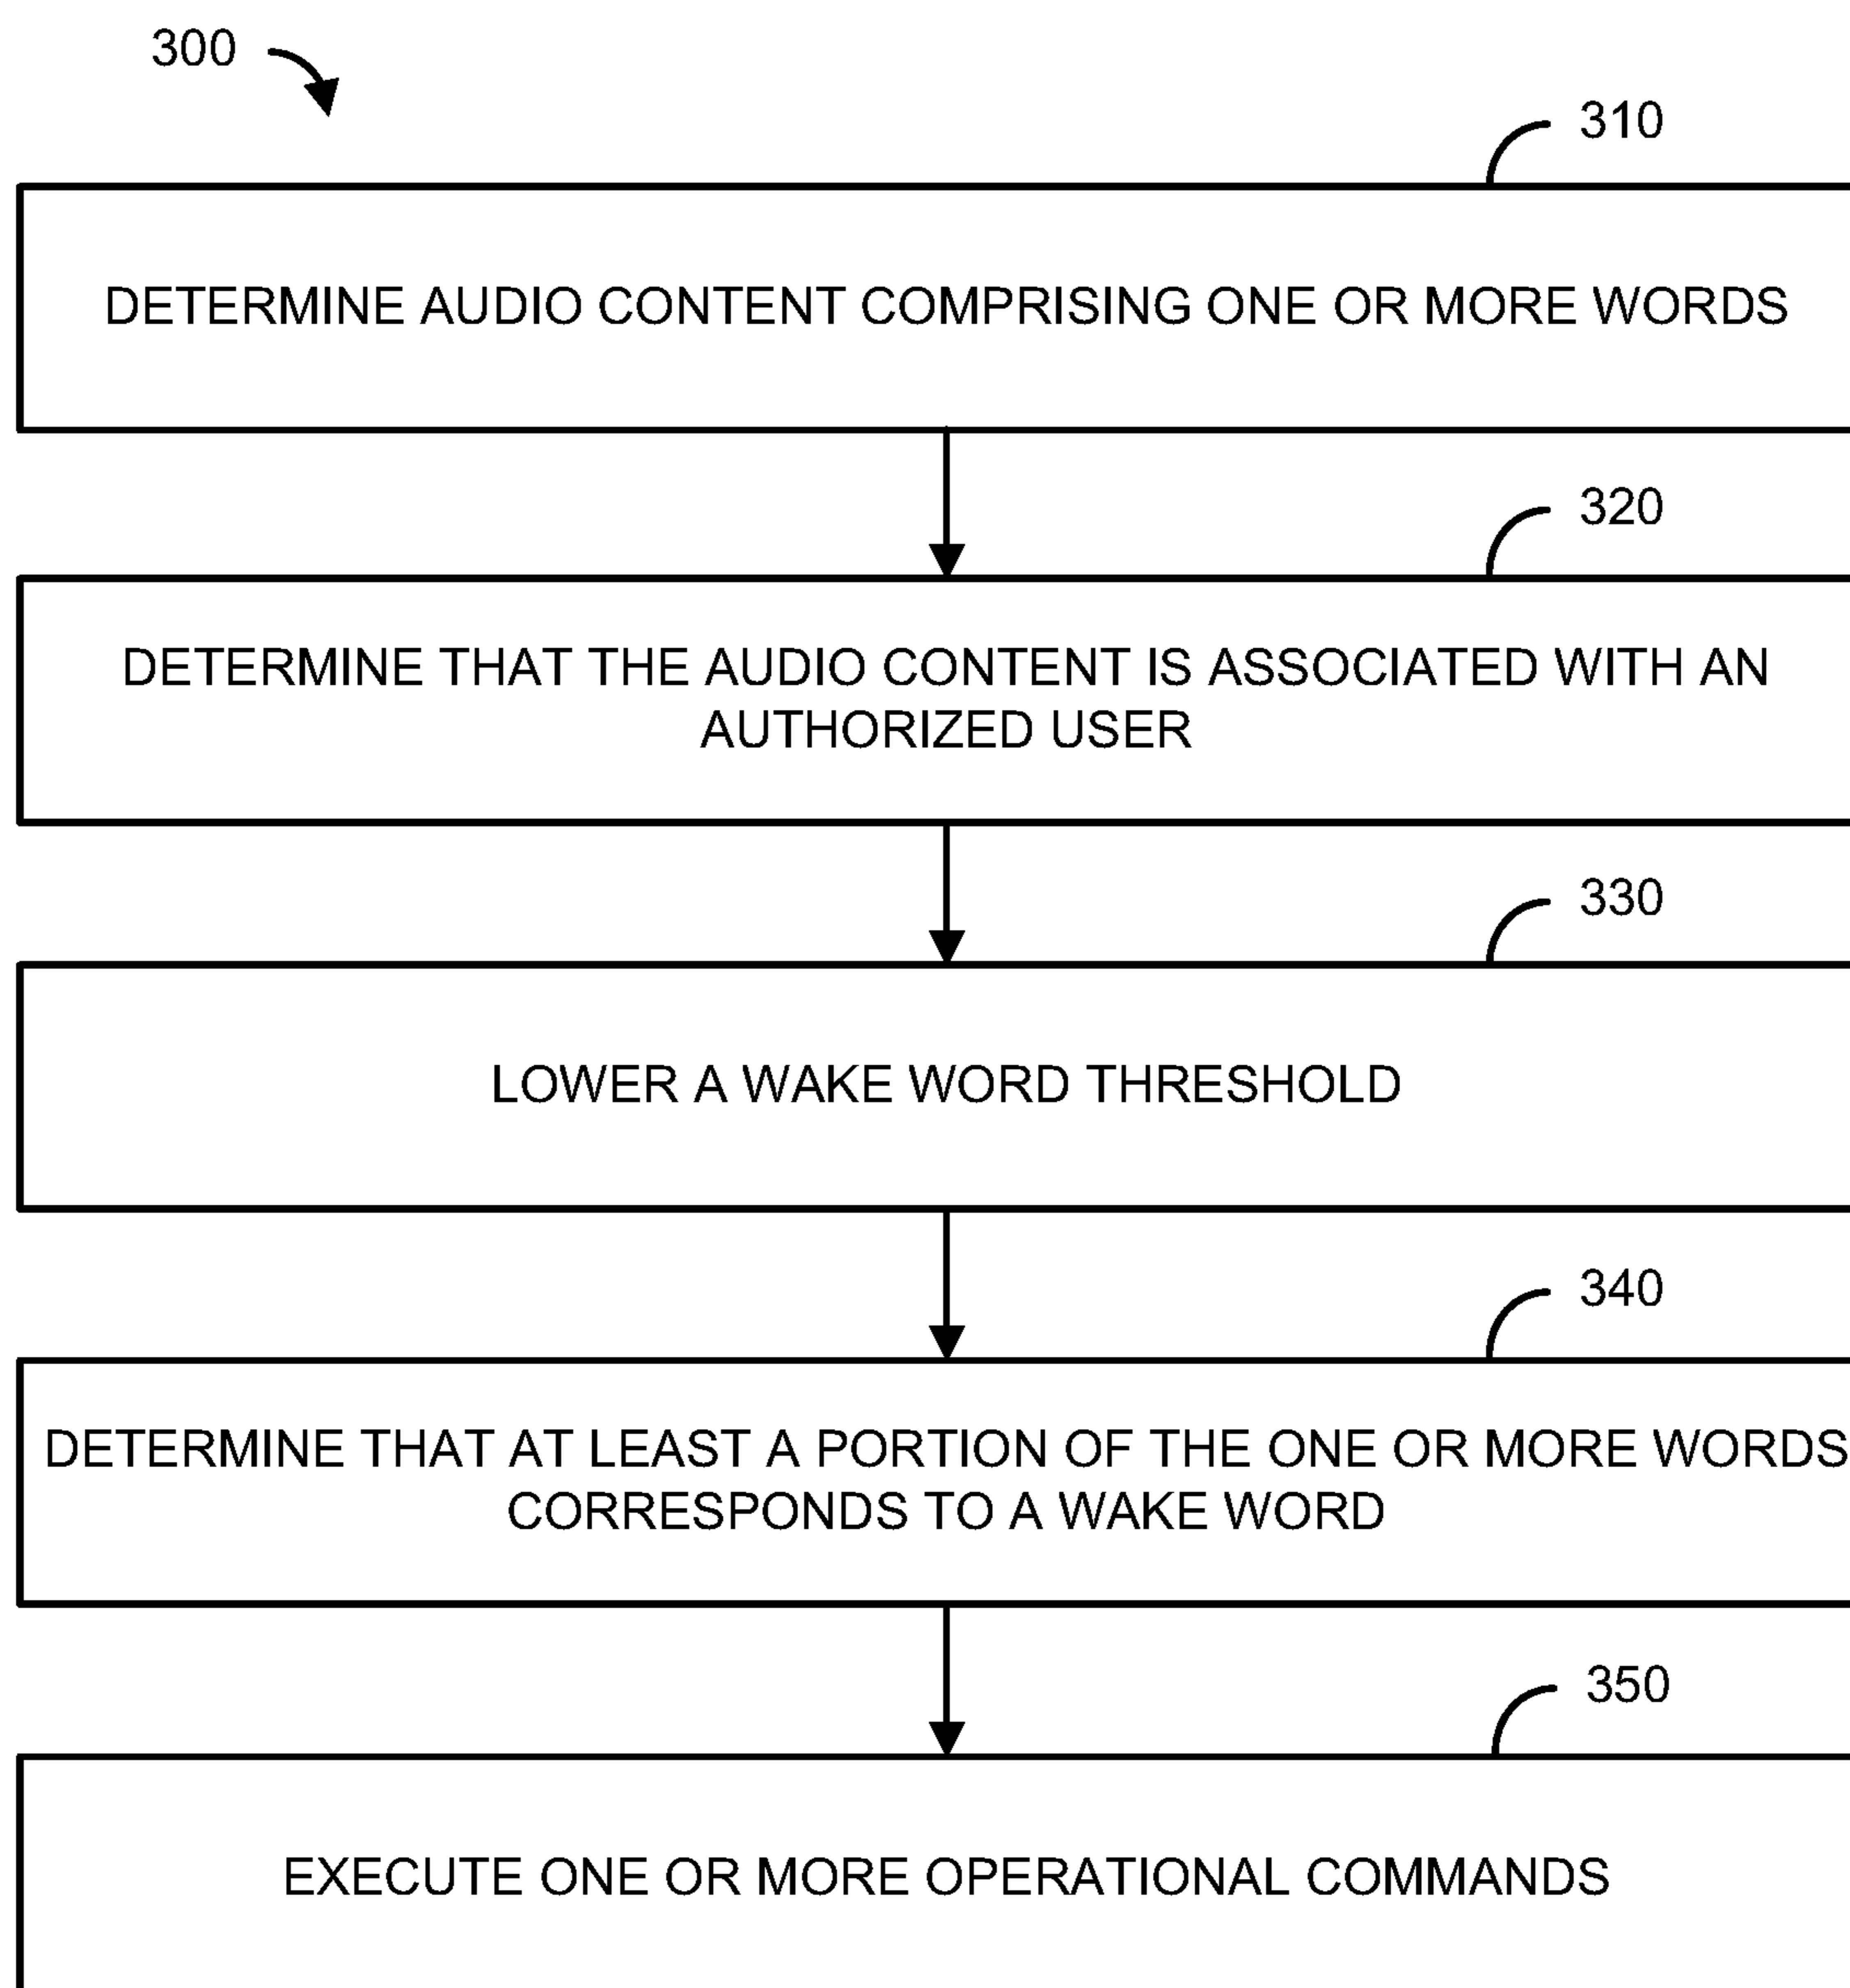 300
310
DETERMINE AUDIO CONTENT COMPRISING ONE OR MORE WORDS
320
DETERMINE THAT THE AUDIO CONTENT IS ASSOCIATED WITH AN
AUTHORIZED USER
330
LOWER A WAKE WORD THRESHOLD
340
DETERMINE THAT AT LEAST A PORTION OF THE ONE OR MORE WORDS
CORRESPONDS TO A WAKE WORD
350
EXECUTE ONE OR MORE OPERATIONAL COMMANDS